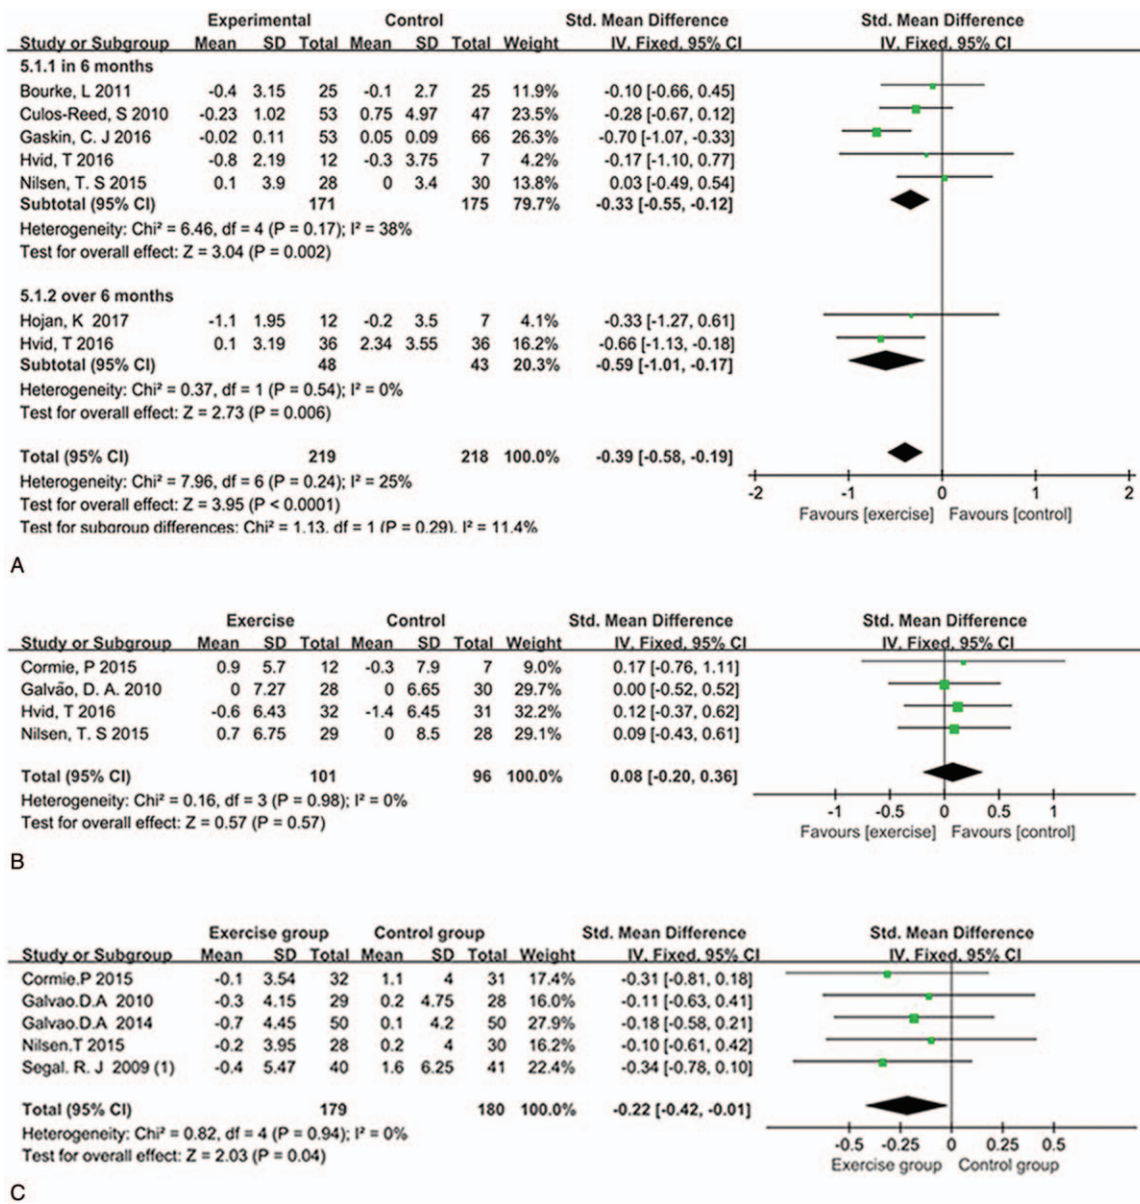 Experimental Control Std. Mean Difference Std. Mean Difference
Study or Subgroup Mean SD Total Mean SD Total Weight IV, Fixed, 95% CI IV, Fixed, 95% CI
5.1.1 in 6 months
Bourke, L 2011 -0.4 3.15 25 -0.1 2.7 25 11.9% -0.10 [-0.66, 0.45]
Culos-Reed, S 2010 -0.23 1.02 53 0.75 4.97 47 23.5% -0.28 [-0.67, 0.12]
Gaskin, C. J 2016 -0.02 0.11 53 0.05 0.09 66 26.3% -0.70 [-1.07, -0.33]
Hvid, T 2016 -0.8 2.19 12 -0.3 3.75 7 4.2% -0.17 [-1.10, 0.77]
Nilsen, T. S 2015 0.1 3.9 28 0 3.4 30 13.8% 0.03 [-0.49, 0.54]
Subtotal (95% CI) 171 175 79.7% -0.33 [-0.55, -0.12]
Heterogeneity: Chi² = 6.46, df = 4 (P = 0.17); I² = 38%
Test for overall effect: Z = 3.04 (P = 0.002)
5.1.2 over 6 months
Hojan, K 2017 -1.1 1.95 12 -0.2 3.5 7 4.1% -0.33 [-1.27, 0.61]
Hvid, T 2016 0.1 3.19 36 2.34 3.55 36 16.2% -0.66 [-1.13, -0.18]
Subtotal (95% CI) 48 43 20.3% -0.59 [-1.01, -0.17]
Heterogeneity: Chi² = 0.37, df = 1 (P = 0.54); I² = 0%
Test for overall effect: Z = 2.73 (P = 0.006)
Total (95% CI) 219 218 100.0% -0.39 [-0.58, -0.19]
Heterogeneity: Chi² = 7.96, df = 6 (P = 0.24); I² = 25%
Test for overall effect: Z = 3.95 (P < 0.0001)
Test for subgroup differences: Chi² = 1.13, df = 1 (P = 0.29), I² = 11.4%
-2 -1 0 1 2
Favours [exercise] Favours [control]
A
Exercise Control Std. Mean Difference Std. Mean Difference
Study or Subgroup Mean SD Total Mean SD Total Weight IV, Fixed, 95% CI IV, Fixed, 95% CI
Cormie, P 2015 0.9 5.7 12 -0.3 7.9 7 9.0% 0.17 [-0.76, 1.11]
Galvão, D. A. 2010 0 7.27 28 0 6.65 30 29.7% 0.00 [-0.52, 0.52]
Hvid, T 2016 -0.6 6.43 32 -1.4 6.45 31 32.2% 0.12 [-0.37, 0.62]
Nilsen, T. S 2015 0.7 6.75 29 0 8.5 28 29.1% 0.09 [-0.43, 0.61]
Total (95% CI) 101 96 100.0% 0.08 [-0.20, 0.36]
Heterogeneity: Chi² = 0.16, df = 3 (P = 0.98); I² = 0%
Test for overall effect: Z = 0.57 (P = 0.57)
-1 -0.5 0 0.5 1
Favours [exercise] Favours [control]
B
Exercise group Control group Std. Mean Difference Std. Mean Difference
Study or Subgroup Mean SD Total Mean SD Total Weight IV, Fixed, 95% CI IV, Fixed, 95% CI
Cormie.P 2015 -0.1 3.54 32 1.1 4 31 17.4% -0.31 [-0.81, 0.18]
Galvao.D.A 2010 -0.3 4.15 29 0.2 4.75 28 16.0% -0.11 [-0.63, 0.41]
Galvao.D.A 2014 -0.7 4.45 50 0.1 4.2 50 27.9% -0.18 [-0.58, 0.21]
Nilsen.T 2015 -0.2 3.95 28 0.2 4 30 16.2% -0.10 [-0.61, 0.42]
Segal. R. J 2009 (1) -0.4 5.47 40 1.6 6.25 41 22.4% -0.34 [-0.78, 0.10]
Total (95% CI) 179 180 100.0% -0.22 [-0.42, -0.01]
Heterogeneity: Chi² = 0.82, df = 4 (P = 0.94); I² = 0%
Test for overall effect: Z = 2.03 (P = 0.04)
-0.5 -0.25 0 0.25 0.5
Exercise group Control group
C